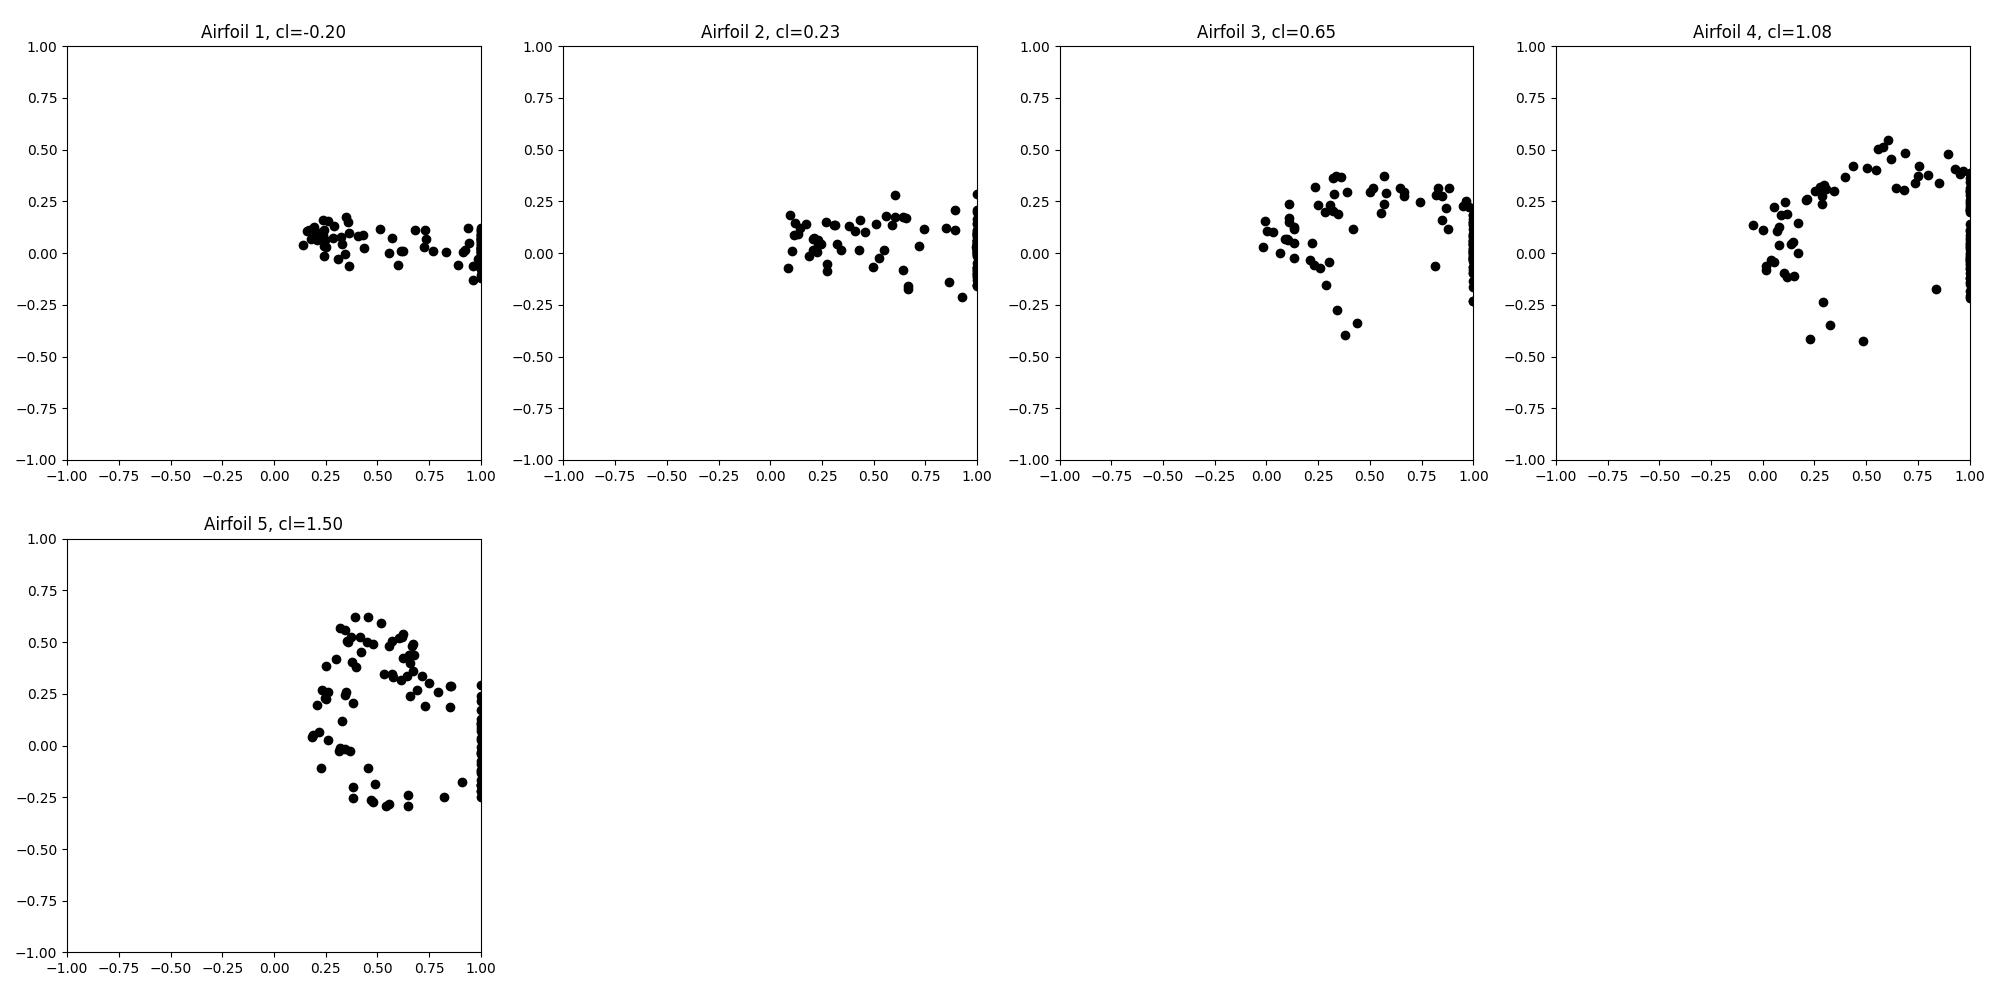 Airfoil 1, cl=-0.20
Airfoil 2, cl=0.23
Airfoil 3, cl=0.65
Airfoil 4, cl=1.08
1.00 1.00 1.00 1.00
0.75 0.75 0.75 0.75
0.50 0.50 0.50 0.50
0.25 0.25 0.25 0.25
0.00 0.00 0.00 0.00
−0.25 −0.25 −0.25 −0.25
−0.50 −0.50 −0.50 −0.50
−0.75 −0.75 −0.75 −0.75
−1.00 −1.00 −1.00 −1.00
−1.00 −0.75 −0.50 −0.25 0.00 0.25 0.50 0.75 1.00
−1.00 −0.75 −0.50 −0.25 0.00 0.25 0.50 0.75 1.00
−1.00 −0.75 −0.50 −0.25 0.00 0.25 0.50 0.75 1.00
−1.00 −0.75 −0.50 −0.25 0.00 0.25 0.50 0.75 1.00
Airfoil 5, cl=1.50
1.00
0.75
0.50
0.25
0.00
−0.25
−0.50
−0.75
−1.00
−1.00 −0.75 −0.50 −0.25 0.00 0.25 0.50 0.75 1.00